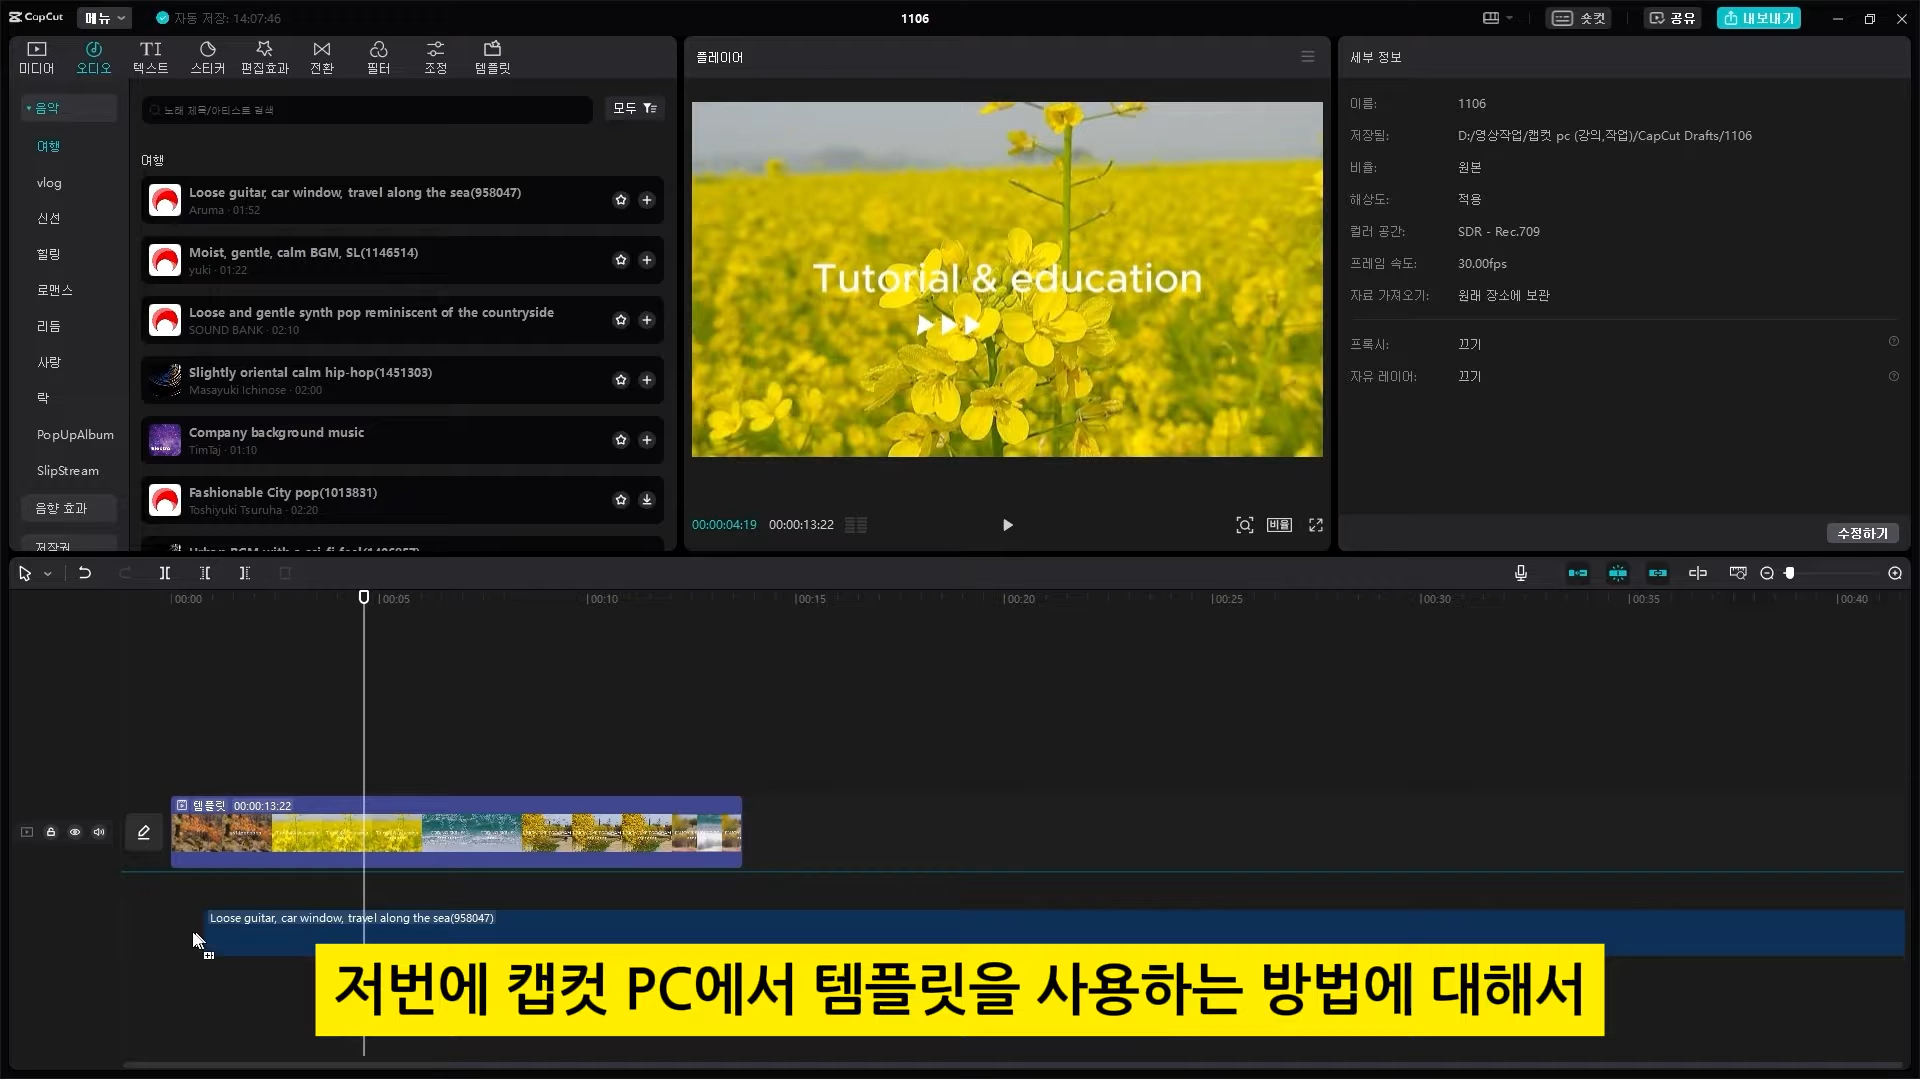 CapCut
메뉴
자동 저장: 14:07:46
1106
숏컷
공유
내보내기
미디어
오디오
텍스트
스티커
편집효과
전환
필터
조정
템플릿
음악
여행
vlog
신선
힐링
로맨스
리듬
사랑
락
PopUpAlbum
SlipStream
음향 효과
저작권
노래 제목/아티스트 검색
모두
여행
Loose guitar, car window, travel along the sea(958047)
Aruma · 01:52
Moist, gentle, calm BGM, SL(1146514)
yuki · 01:22
Loose and gentle synth pop reminiscent of the countryside
SOUND BANK · 02:10
Slightly oriental calm hip-hop(1451303)
Masayuki Ichinose · 02:00
Company background music
TimTaj · 01:10
Fashionable City pop(1013831)
Toshiyuki Tsuruha · 02:20
플레이어
Tutorial & education
00:00:04:19
00:00:13:22
비율
세부 정보
이름:
1106
저장됨:
D:/영상작업/캡컷 pc (강의,작업)/CapCut Drafts/1106
비율:
원본
해상도:
적용
컬러 공간:
SDR - Rec.709
프레임 속도:
30.00fps
자료 가져오기:
원래 장소에 보관
프록시:
끄기
자유 레이어:
끄기
수정하기
00:00
00:05
00:10
00:15
00:20
00:25
00:30
00:35
00:40
템플릿 00:00:13:22
Loose guitar, car window, travel along the sea(958047)
저번에 캡컷 PC에서 템플릿을 사용하는 방법에 대해서